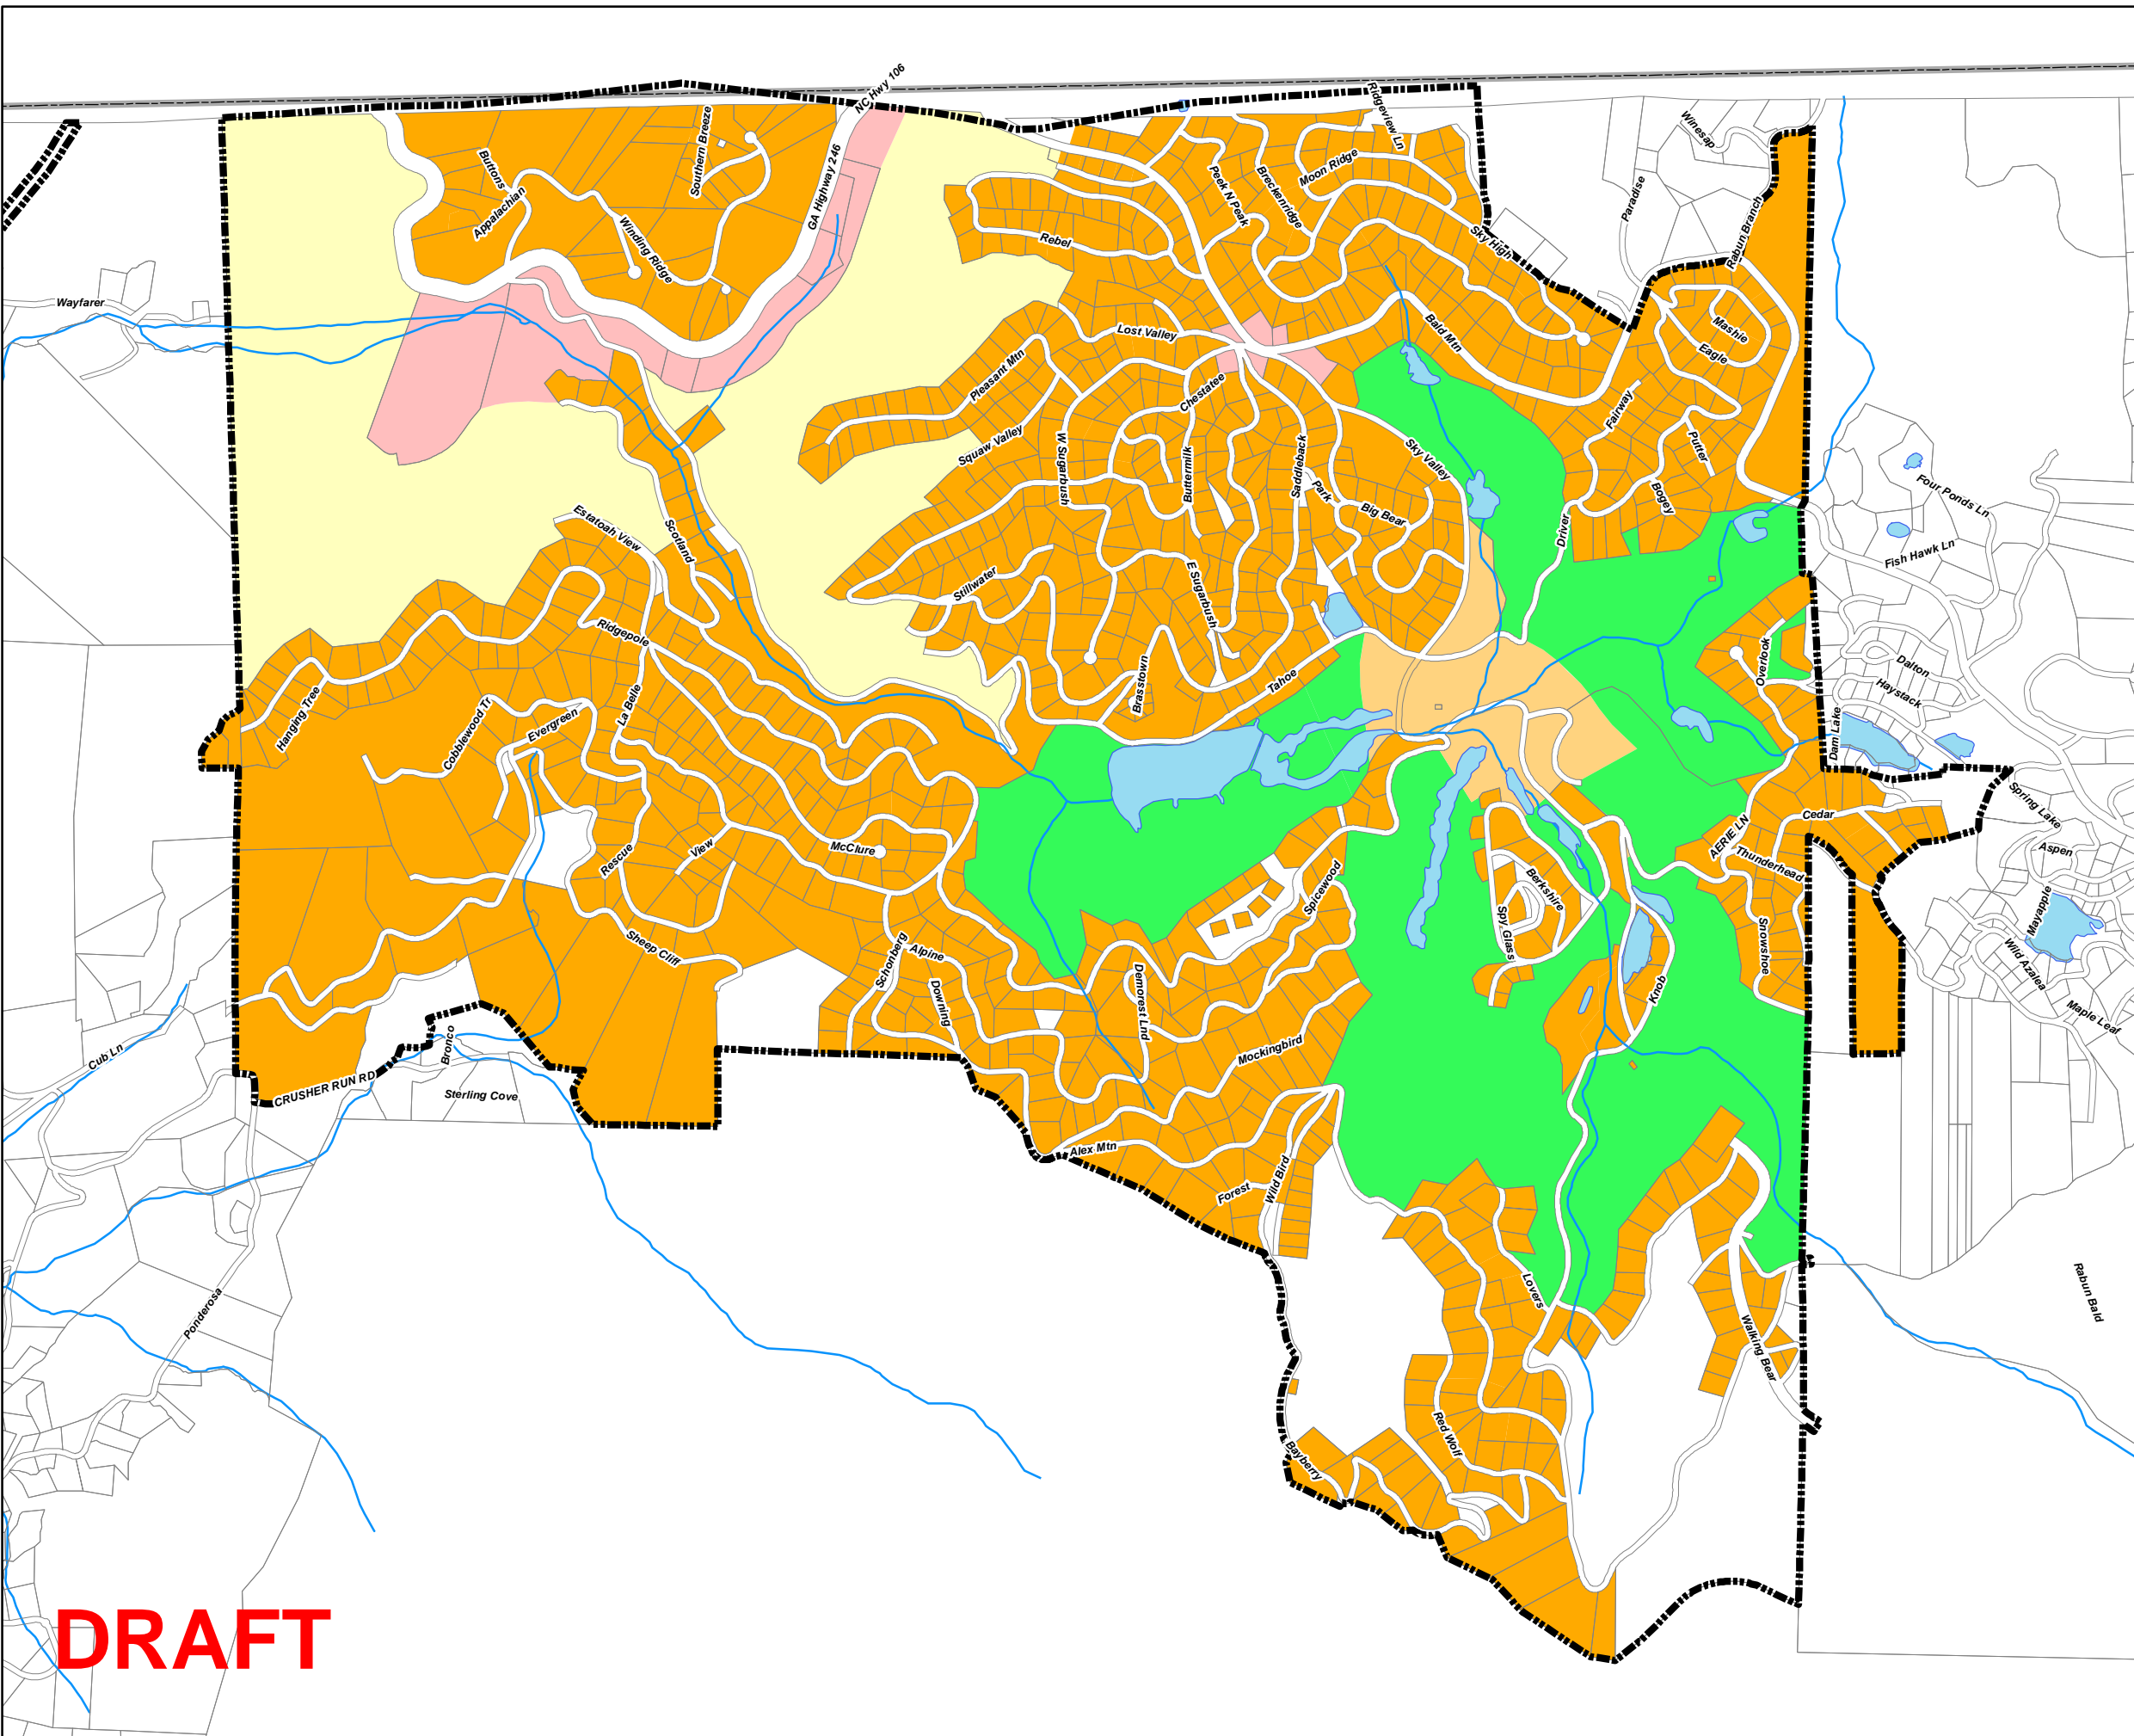 NC Hwy 106
Ridgeview Ln
Winesap
Southern Breeze
Buttons
Appalachian
GA Highway 246
Peek N Peak
Breckenridge
Moon Ridge
Paradise
Rabun Branch
Winding Ridge
Rebel
Sky High
Wayfarer
Lost Valley
Bald Mtn
Mashie
Eagle
Pleasant Mtn
Chestatee
Fairway
Squaw Valley
W Sugarbush
Buttermilk
Saddleback
Sky Valley
Putter
Park
Big Bear
Bogey
Four Ponds Ln
Estatoah View
Scotland
Driver
Fish Hawk Ln
Stillwater
E Sugarbush
Ridgepole
Overlook
Dalton
Brasstown
Tahoe
Haystack
Hanging Tree
Cobblewood Tr
Evergreen
La Belle
Dam Lake
Spring Lake
Cedar
AERIE LN
Rescue
View
McClure
Thunderhead
Aspen
Spicewood
Berkshire
Spy Glass
Mayapple
Sheep Cliff
Schonberg
Alpine
Snowshoe
Wild Azalea
Downing
Demorest Lnd
Knob
Maple Leaf
Cub Ln
Bronco
Mockingbird
CRUSHER RUN RD
Sterling Cove
Alex Mtn
Forest
Wild Bird
Lovers
Rabun Bald
Ponderosa
Walking Bear
Red Wolf
Bayberry
DRAFT